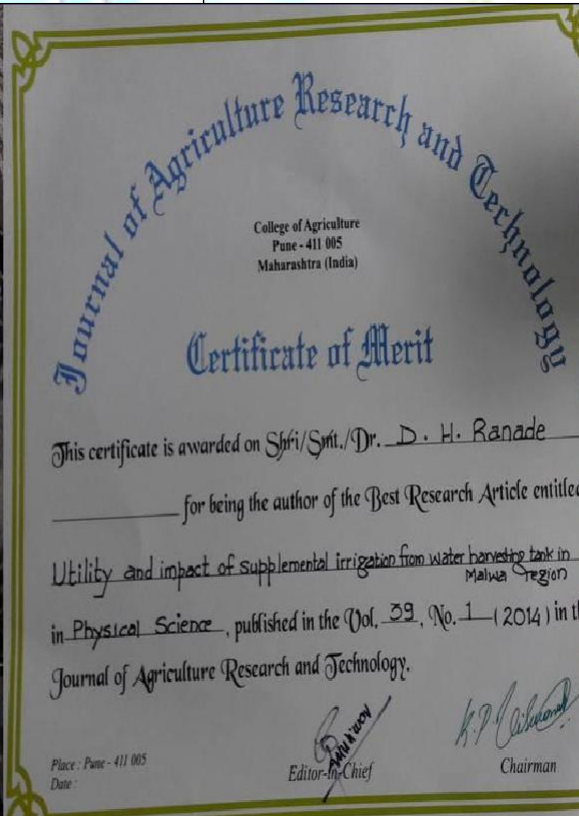 Journal of Agriculture Research and Technology
College of Agriculture
Pune - 411 005
Maharashtra (India)
Certificate of Merit
This certificate is awarded on Shri/Smt./Dr. D. H. Ranade
for being the author of the Best Research Article entitled
Utility and impact of supplemental irrigation from water harvesting tank in
Malwa region
in Physical Science, published in the Vol. 39, No. 1 (2014) in th
Journal of Agriculture Research and Technology.
Place : Pune - 411 005
Date :
Editor-in-Chief
Chairman